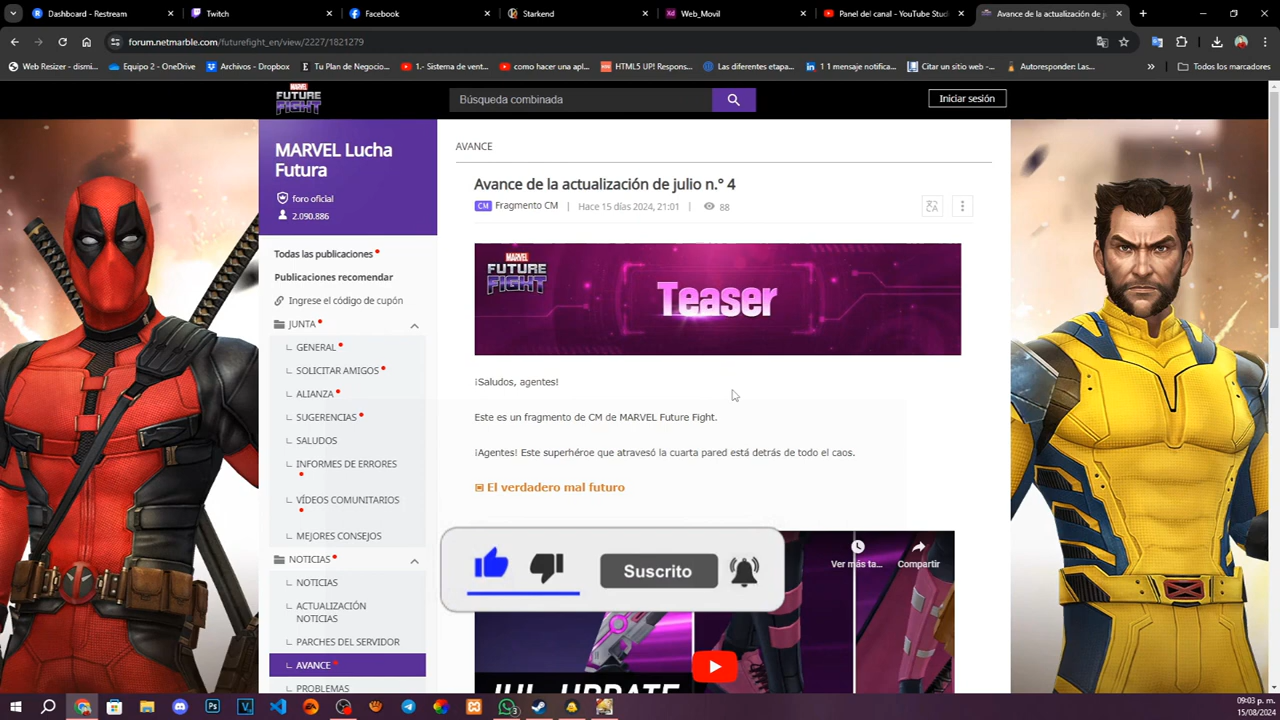 Dashboard - Restream
Twitch
Facebook
Starkend
Web_Movil
Panel del canal - YouTube Stud
Avance de la actualización de ju
forum.netmarble.com/futurefight_en/view/2227/1821279
Web Resizer - dismi...
Equipo 2 - OneDrive
Archivos - Dropbox
Tu Plan de Negocio...
1.- Sistema de vent...
como hacer una apl...
HTML5 UP! Respons...
Las diferentes etapa...
1 1 mensaje notifica...
Citar un sitio web -...
Autoresponder: Las...
»
Todos los marcadores
MARVEL
FUTURE
FIGHT
Búsqueda combinada
Iniciar sesión
MARVEL Lucha
Futura
foro oficial
2.090.886
Todas las publicaciones
Publicaciones recomendar
Ingrese el código de cupón
JUNTA
GENERAL
SOLICITAR AMIGOS
ALIANZA
SUGERENCIAS
SALUDOS
INFORMES DE ERRORES
VÍDEOS COMUNITARIOS
MEJORES CONSEJOS
NOTICIAS
NOTICIAS
ACTUALIZACIÓN
NOTICIAS
PARCHES DEL SERVIDOR
AVANCE
PROBLEMAS
AVANCE
Avance de la actualización de julio n.° 4
CM Fragmento CM | Hace 15 días 2024, 21:01 | 88
MARVEL
FUTURE
FIGHT
Teaser
¡Saludos, agentes!
Este es un fragmento de CM de MARVEL Future Fight.
¡Agentes! Este superhéroe que atravesó la cuarta pared está detrás de todo el caos.
El verdadero mal futuro
Ver más ta...
Compartir
Suscrito
JUL. UPDATE
09:03 p. m.
15/08/2024